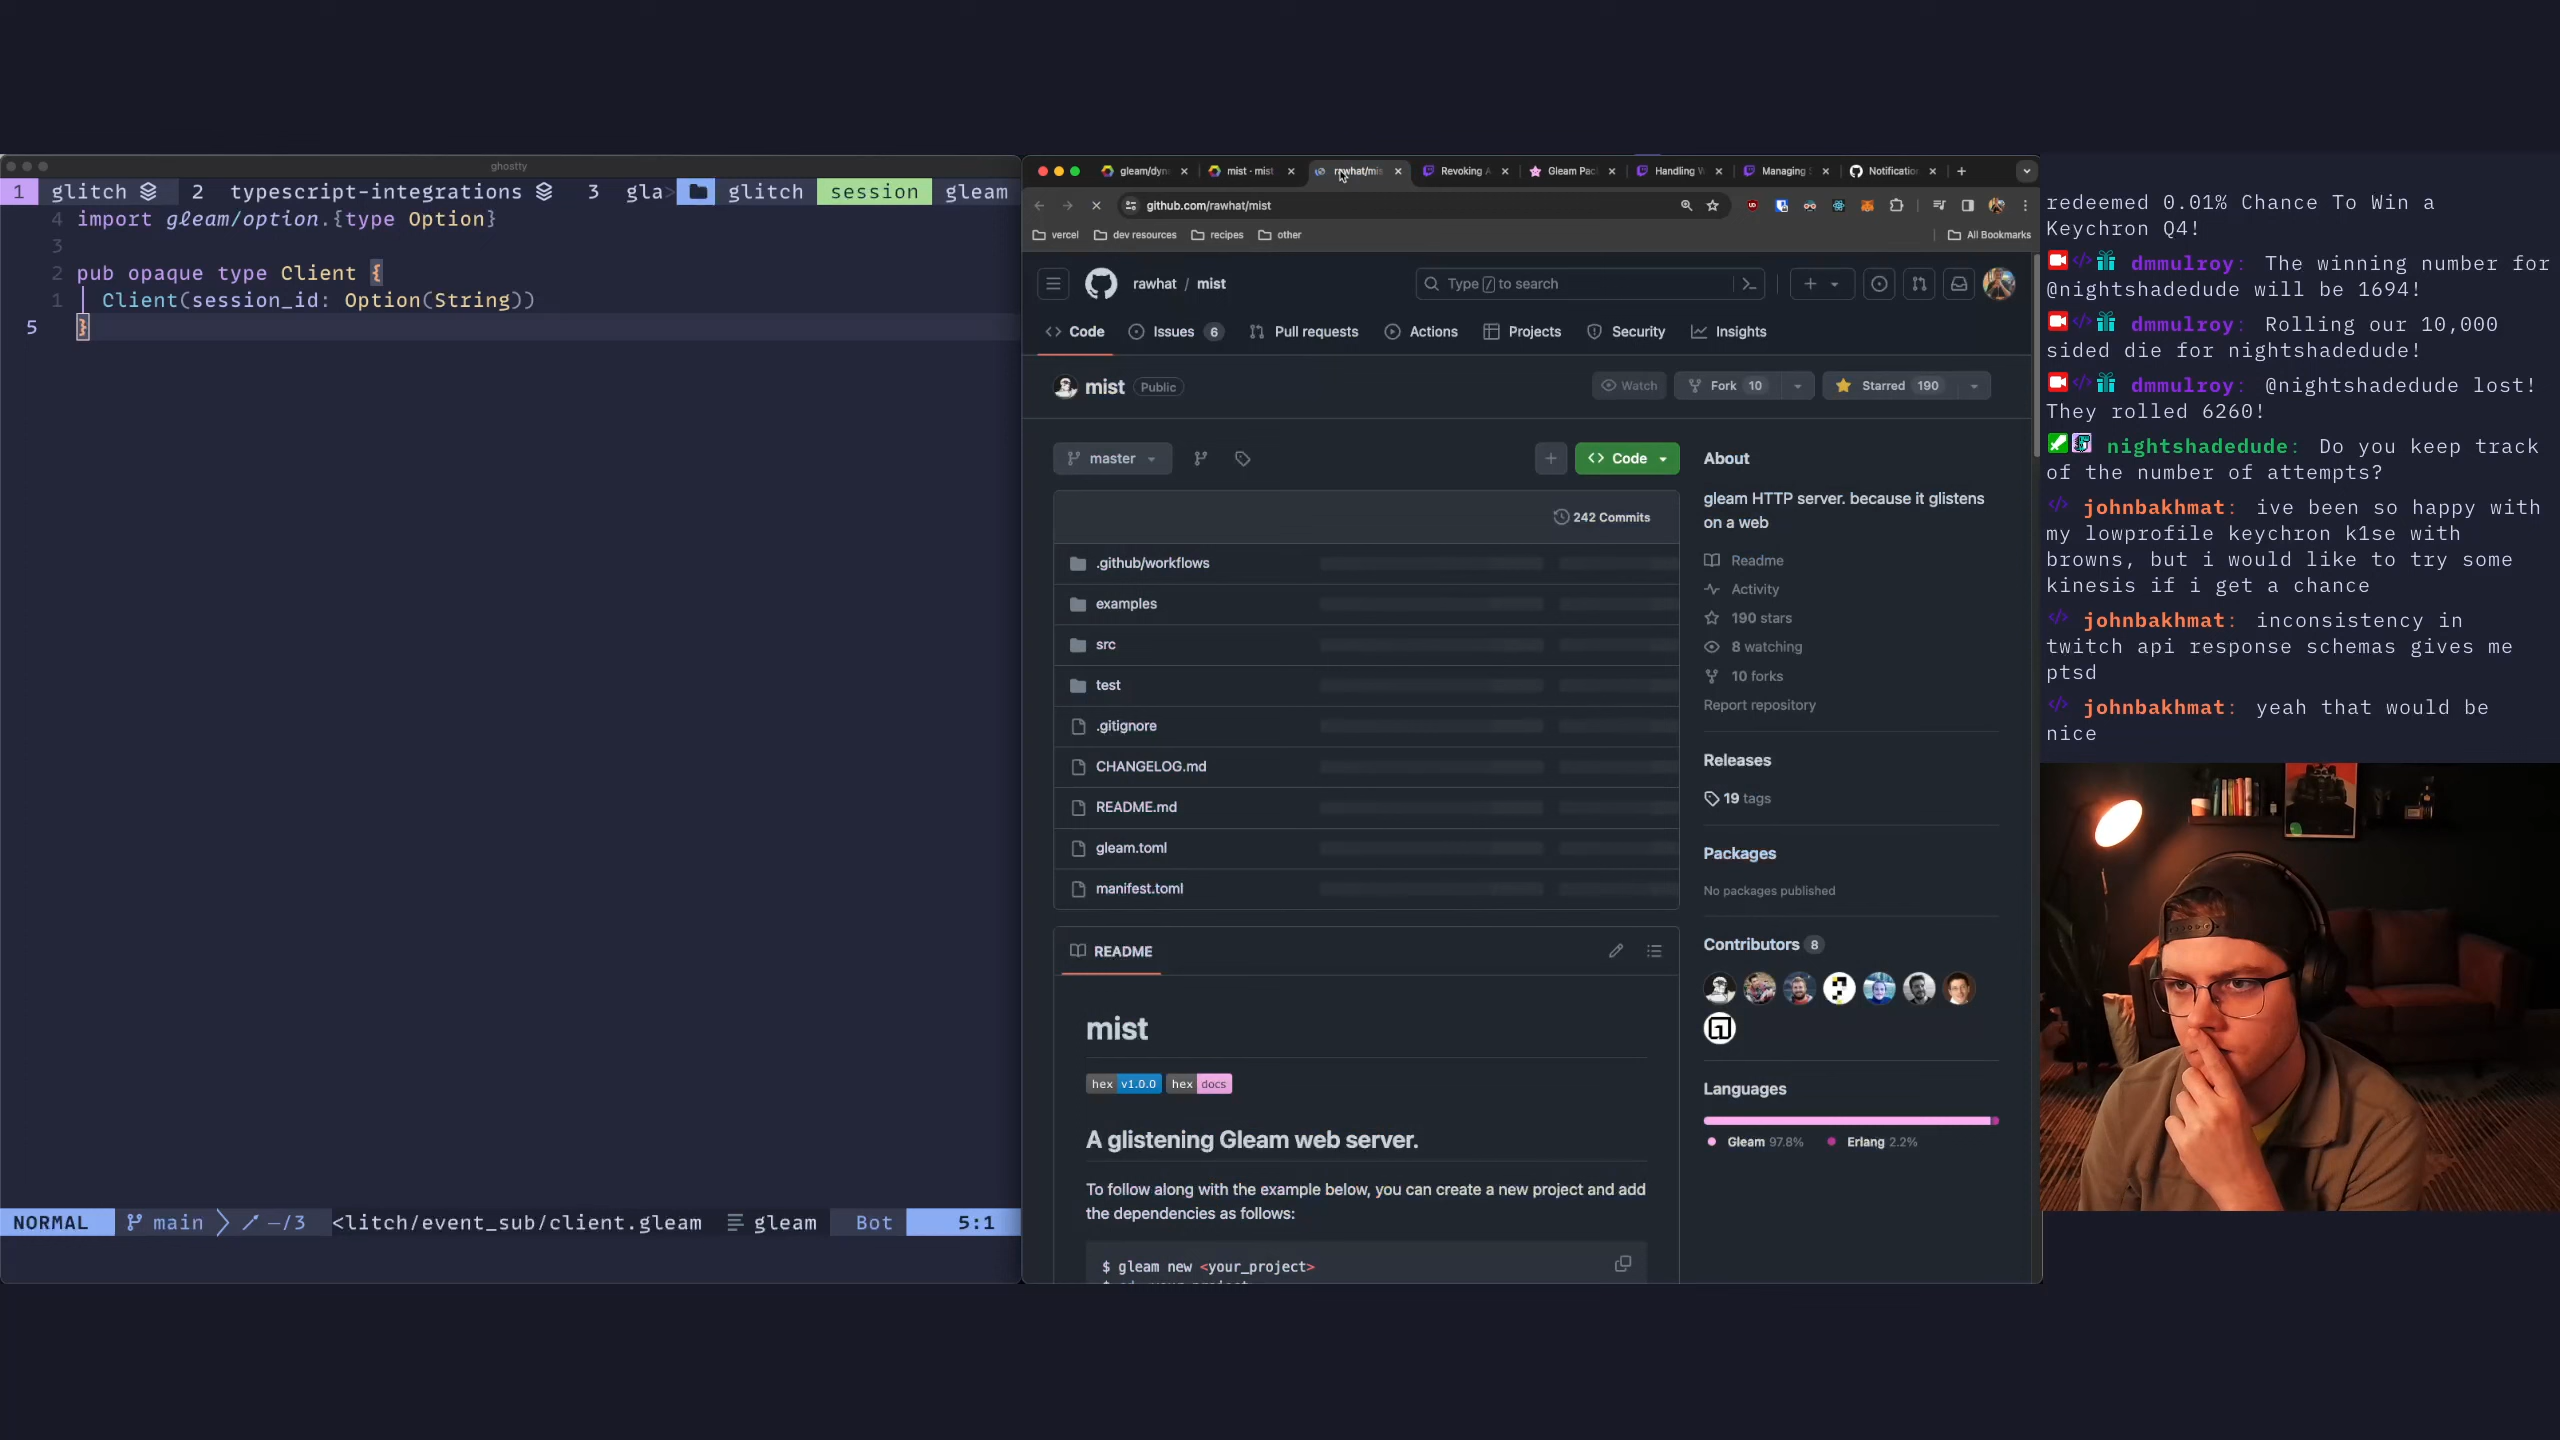 ghostty
1 glitch 2 typescript-integrations 3 gla> glitch session gleam
4 import gleam/option.{type Option}
3
2 pub opaque type Client {
1 Client(session_id: Option(String))
5 }
NORMAL main -/3 <litch/event_sub/client.gleam gleam Bot 5:1
gleam/dyn mist - mist rawhat/mis Revoking A Gleam Pac Handling W Managing S Notificatio
github.com/rawhat/mist
vercel dev resources recipes other All Bookmarks
rawhat / mist Type / to search
Code Issues 6 Pull requests Actions Projects Security Insights
mist Public Watch Fork 10 Starred 190
master Code
242 Commits
.github/workflows
examples
src
test
.gitignore
CHANGELOG.md
README.md
gleam.toml
manifest.toml
README
mist
hex v1.0.0 hex docs
A glistening Gleam web server.
To follow along with the example below, you can create a new project and add
the dependencies as follows:
$ gleam new <your_project>
About
gleam HTTP server. because it glistens
on a web
Readme
Activity
190 stars
8 watching
10 forks
Report repository
Releases
19 tags
Packages
No packages published
Contributors 8
Languages
Gleam 97.8% Erlang 2.2%
redeemed 0.01% Chance To Win a
Keychron Q4!
dmmulroy: The winning number for
@nightshadedude will be 1694!
dmmulroy: Rolling our 10,000
sided die for nightshadedude!
dmmulroy: @nightshadedude lost!
They rolled 6260!
nightshadedude: Do you keep track
of the number of attempts?
johnbakhmat: ive been so happy with
my lowprofile keychron k1se with
browns, but i would like to try some
kinesis if i get a chance
johnbakhmat: inconsistency in
twitch api response schemas gives me
ptsd
johnbakhmat: yeah that would be
nice